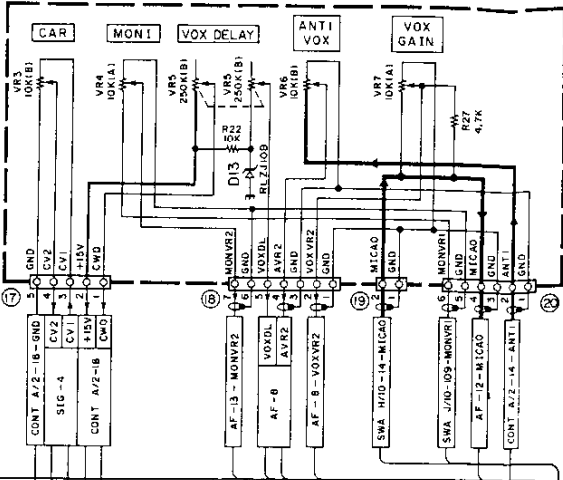 CAR
MONI
VOX DELAY
ANTI
VOX
VOX
GAIN
VR3
10K(B)
VR4
10K(A)
VR5
250K(B)
VR5
250K(B)
VR6
10K(B)
VR7
10K(A)
R22
10K
R27
4.7K
D13
RLZJ10B
GND
CV2
CV1
+15V
CWD
MONVR2
GND
VOXDL
AVR2
GND
VOXVR2
GND
MICAO
GND
MONVR1
GND
MICAO
GND
ANTI
GND
17
5
4
3
2
1
18
7
6
5
4
3
2
1
19
2
1
6
5
4
3
2
1
20
CONT A/2-18-GND
CV2
CV1
SIG-4
+15V
CWD
CONT A/2-18
AF-13-MONVR2
VOXDL
AVR2
AF-8
AF-8-VOXVR2
SWA H/10-14-MICAO
SWA J/10-109-MONVR1
AF-12-MICAO
CONT A/2-14-ANTI